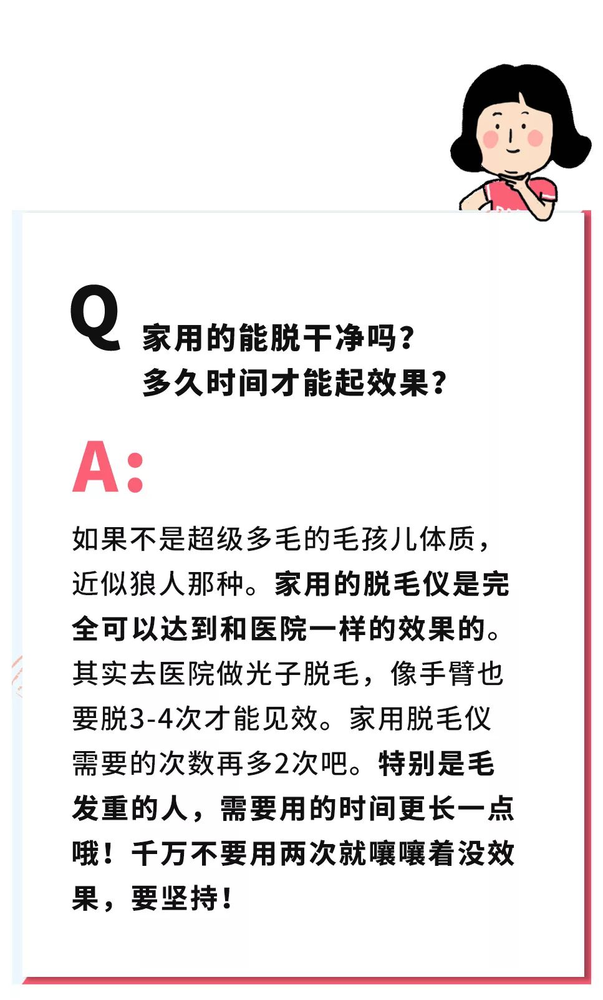 Q
家用的能脱干净吗？
多久时间才能起效果？
A:
如果不是超级多毛的毛孩儿体质，
近似狼人那种。家用的脱毛仪是完
全可以达到和医院一样的效果的。
其实去医院做光子脱毛，像手臂也
要脱3-4次才能见效。家用脱毛仪
需要的次数再多2次吧。特别是毛
发重的人，需要用的时间更长一点
哦！千万不要用两次就嚷嚷着没效
果，要坚持！